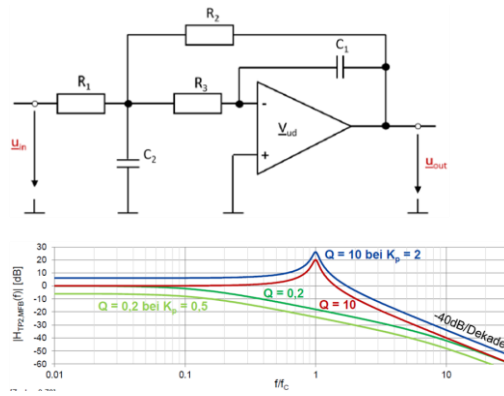 R₂
C₁
R₁
R₃
-
V_ud
+
u_in
C₂
u_out
30
20
10
0
-10
-20
-30
-40
-50
-60
|H_TP2,MFB(f)| [dB]
Q = 10 bei K_p = 2
Q = 0,2
Q = 10
Q = 0,2 bei K_p = 0,5
-40dB/Dekade
0.01
0.1
1
10
f/f_C